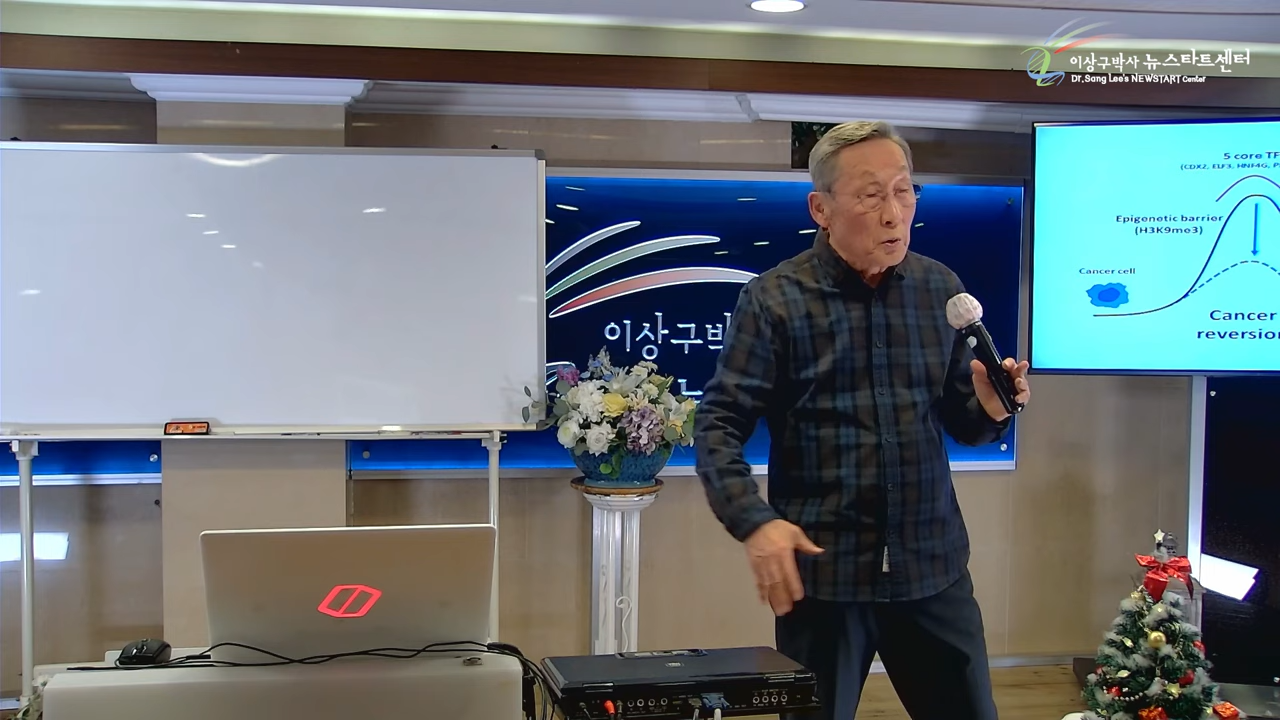 이상구박사 뉴스타트센터
Dr.Sang Lee's NEWSTART Center
5 core TF
(CDX2, ELF3, HNF4G, P
Epigenetic barrier
(H3K9me3)
Cancer cell
Cancer
reversion
이상구박